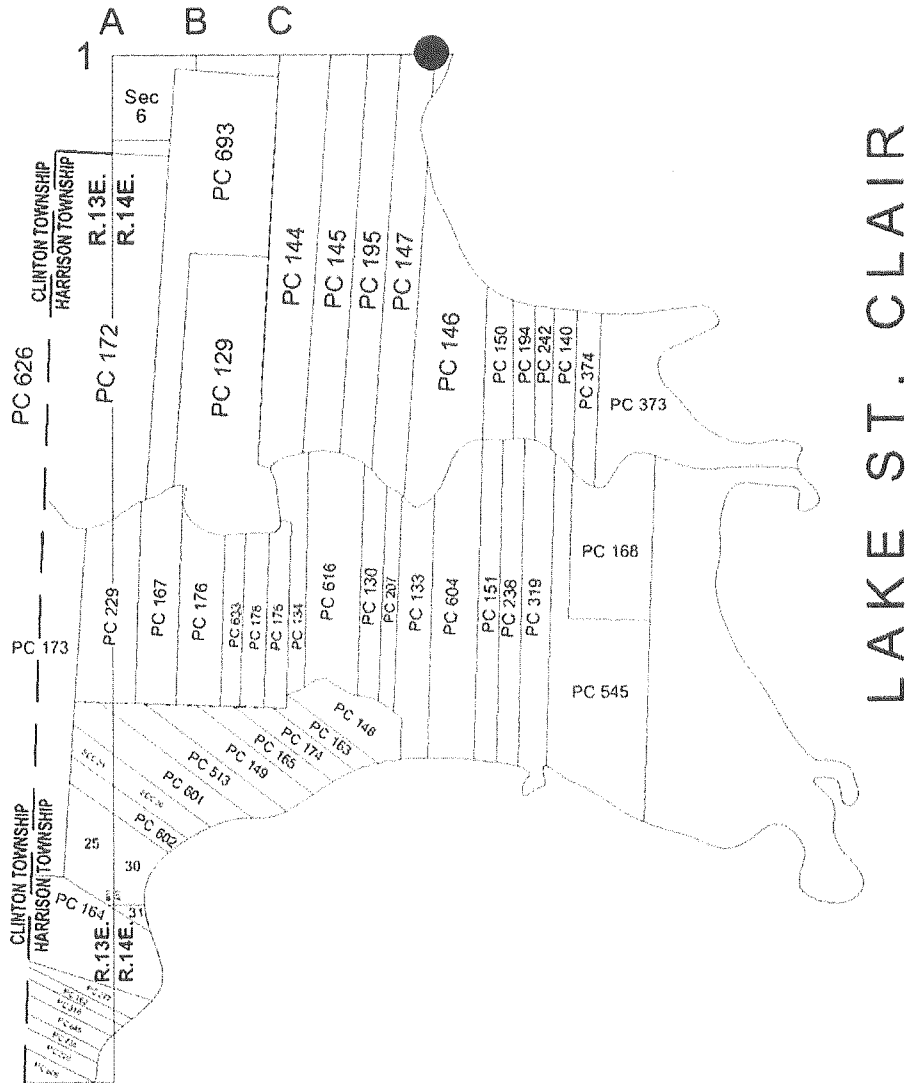 A B C
1
Sec
6
PC 693
CLINTON TOWNSHIP
HARRISON TOWNSHIP
R.13E.
R.14E.
PC 626
PC 172
PC 129
PC 144
PC 145
PC 195
PC 147
PC 146
PC 150
PC 194
PC 242
PC 140
PC 374
PC 373
LAKE ST. CLAIR
PC 173
PC 229
PC 167
PC 176
PC 633
PC 178
PC 175
PC 134
PC 616
PC 130
PC 207
PC 133
PC 604
PC 151
PC 238
PC 319
PC 168
PC 545
PC 148
PC 163
PC 174
PC 165
PC 149
PC 513
PC 601
PC 602
25
30
31
PC 164
CLINTON TOWNSHIP
HARRISON TOWNSHIP
R.13E.
R.14E.